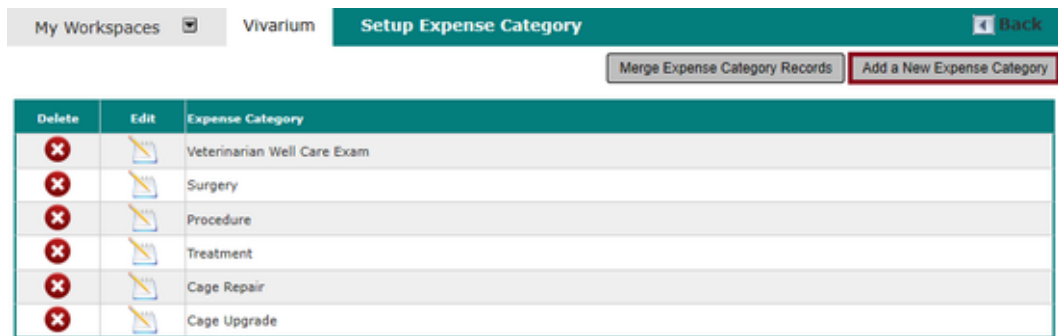 My Workspaces Vivarium Setup Expense Category Back
Merge Expense Category Records Add a New Expense Category
Delete Edit Expense Category
Veterinarian Well Care Exam
Surgery
Procedure
Treatment
Cage Repair
Cage Upgrade